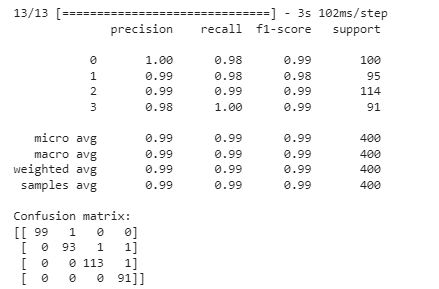 13/13 [==============================] - 3s 102ms/step
precision recall f1-score support
0 1.00 0.98 0.99 100
1 0.99 0.98 0.98 95
2 0.99 0.99 0.99 114
3 0.98 1.00 0.99 91
micro avg 0.99 0.99 0.99 400
macro avg 0.99 0.99 0.99 400
weighted avg 0.99 0.99 0.99 400
samples avg 0.99 0.99 0.99 400
Confusion matrix:
[[ 99 1 0 0]
[ 0 93 1 1]
[ 0 0 113 1]
[ 0 0 0 91]]